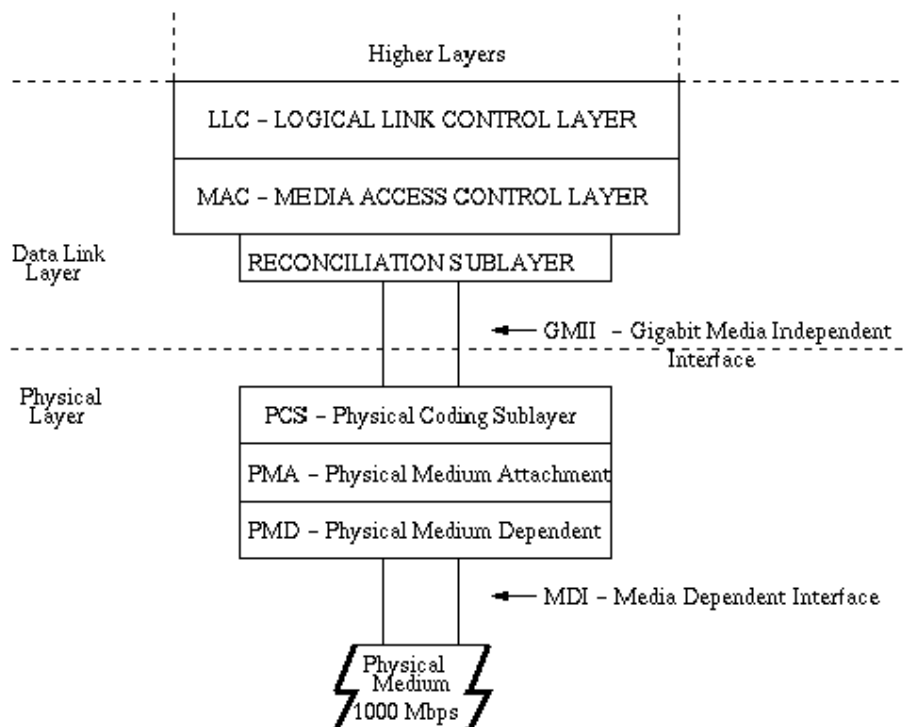 Higher Layers
LLC – LOGICAL LINK CONTROL LAYER
MAC – MEDIA ACCESS CONTROL LAYER
Data Link
Layer
RECONCILIATION SUBLAYER
GMII – Gigabit Media Independent
Interface
Physical
Layer
PCS – Physical Coding Sublayer
PMA – Physical Medium Attachment
PMD – Physical Medium Dependent
MDI – Media Dependent Interface
Physical
Medium
1000 Mbps